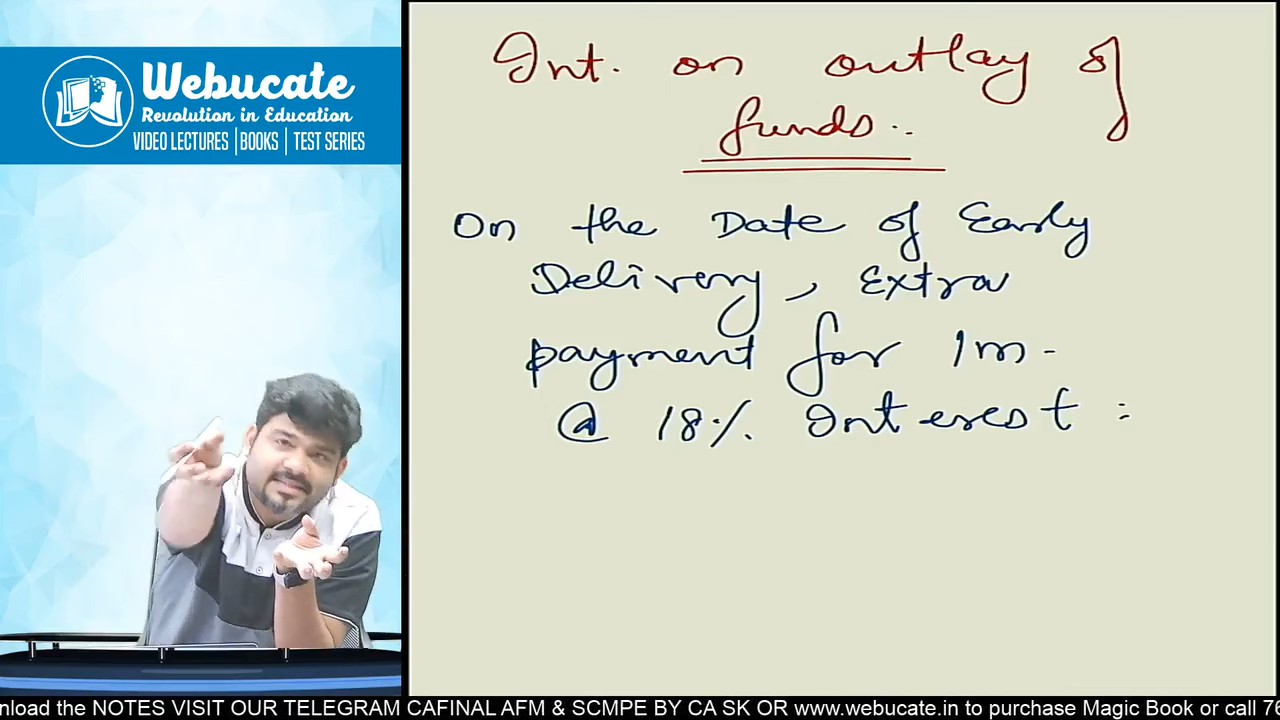 Webucate
Revolution in Education
VIDEO LECTURES | BOOKS | TEST SERIES
Int. on outlay of
funds..
On the Date of Early
Delivery, Extra
payment for 1m-
@ 18% Interest :
nload the NOTES VISIT OUR TELEGRAM CAFINAL AFM & SCMPE BY CA SK OR www.webucate.in to purchase Magic Book or call 76